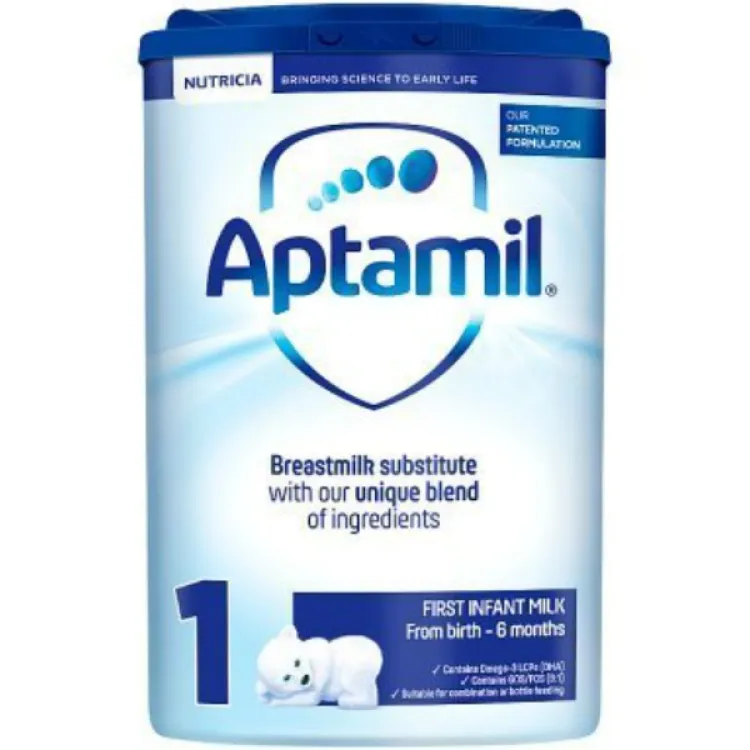 NUTRICIA BRINGING SCIENCE TO EARLY LIFE
OUR
PATENTED
FORMULATION
Aptamil®
Breastmilk substitute
with our unique blend
of ingredients
1
FIRST INFANT MILK
From birth - 6 months
✓ Contains Omega-3 LCPs (DHA)
✓ Contains GOS/FOS (9:1)
✓ Suitable for combination or bottle feeding